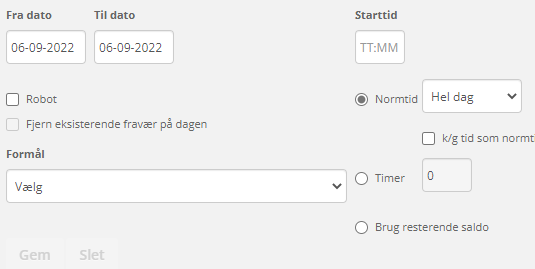 Fra dato Til dato Starttid
06-09-2022 06-09-2022 TT:MM
Robot Normtid Hel dag
Fjern eksisterende fravær på dagen
k/g tid som normti
Formål
Vælg Timer 0
Brug resterende saldo
Gem Slet